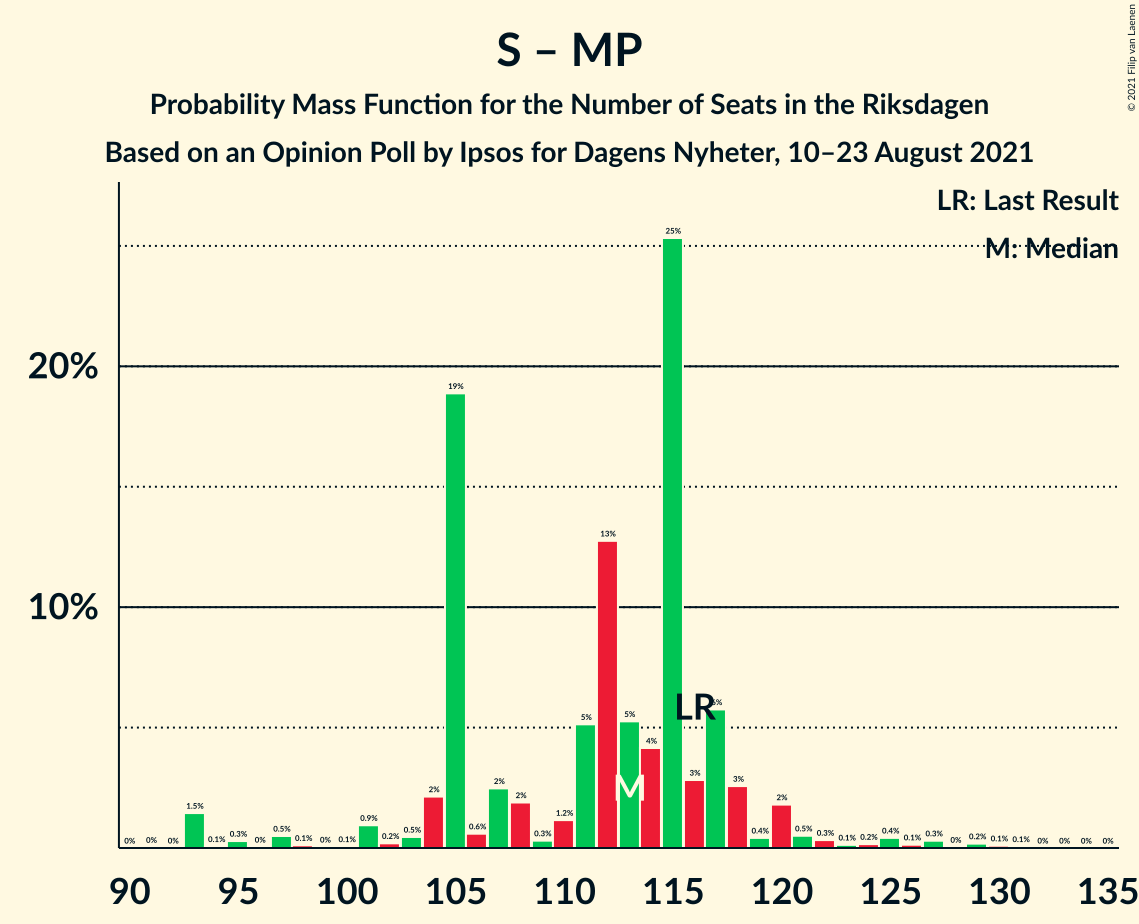 S – MP
Probability Mass Function for the Number of Seats in the Riksdagen
Based on an Opinion Poll by Ipsos for Dagens Nyheter, 10–23 August 2021
© 2021 Filip van Laenen
LR: Last Result
M: Median
20%
10%
0% 0% 0% 1.5% 0.1% 0.3% 0% 0.5% 0.1% 0% 0.1% 0.9% 0.2% 0.5% 2% 19% 0.6% 2% 2% 0.3% 1.2% 5% 13% 5% 4% 25% 3% 6% 3% 0.4% 2% 0.5% 0.3% 0.1% 0.2% 0.4% 0.1% 0.3% 0% 0.2% 0.1% 0.1% 0% 0% 0% 0%
LR
M
90 95 100 105 110 115 120 125 130 135